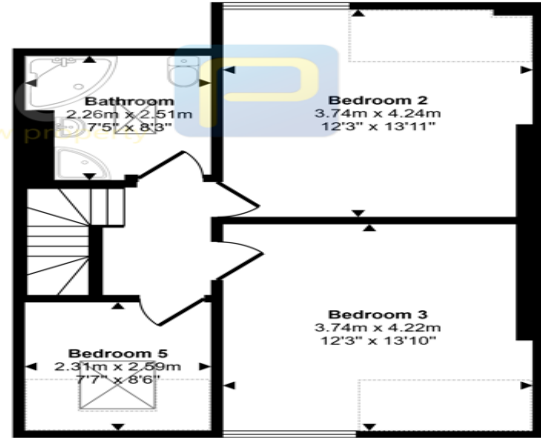 Bathroom
2.26m x 2.51m
7'5" x 8'3"
Bedroom 2
3.74m x 4.24m
12'3" x 13'11"
Bedroom 3
3.74m x 4.22m
12'3" x 13'10"
Bedroom 5
2.31m x 2.59m
7'7" x 8'6"